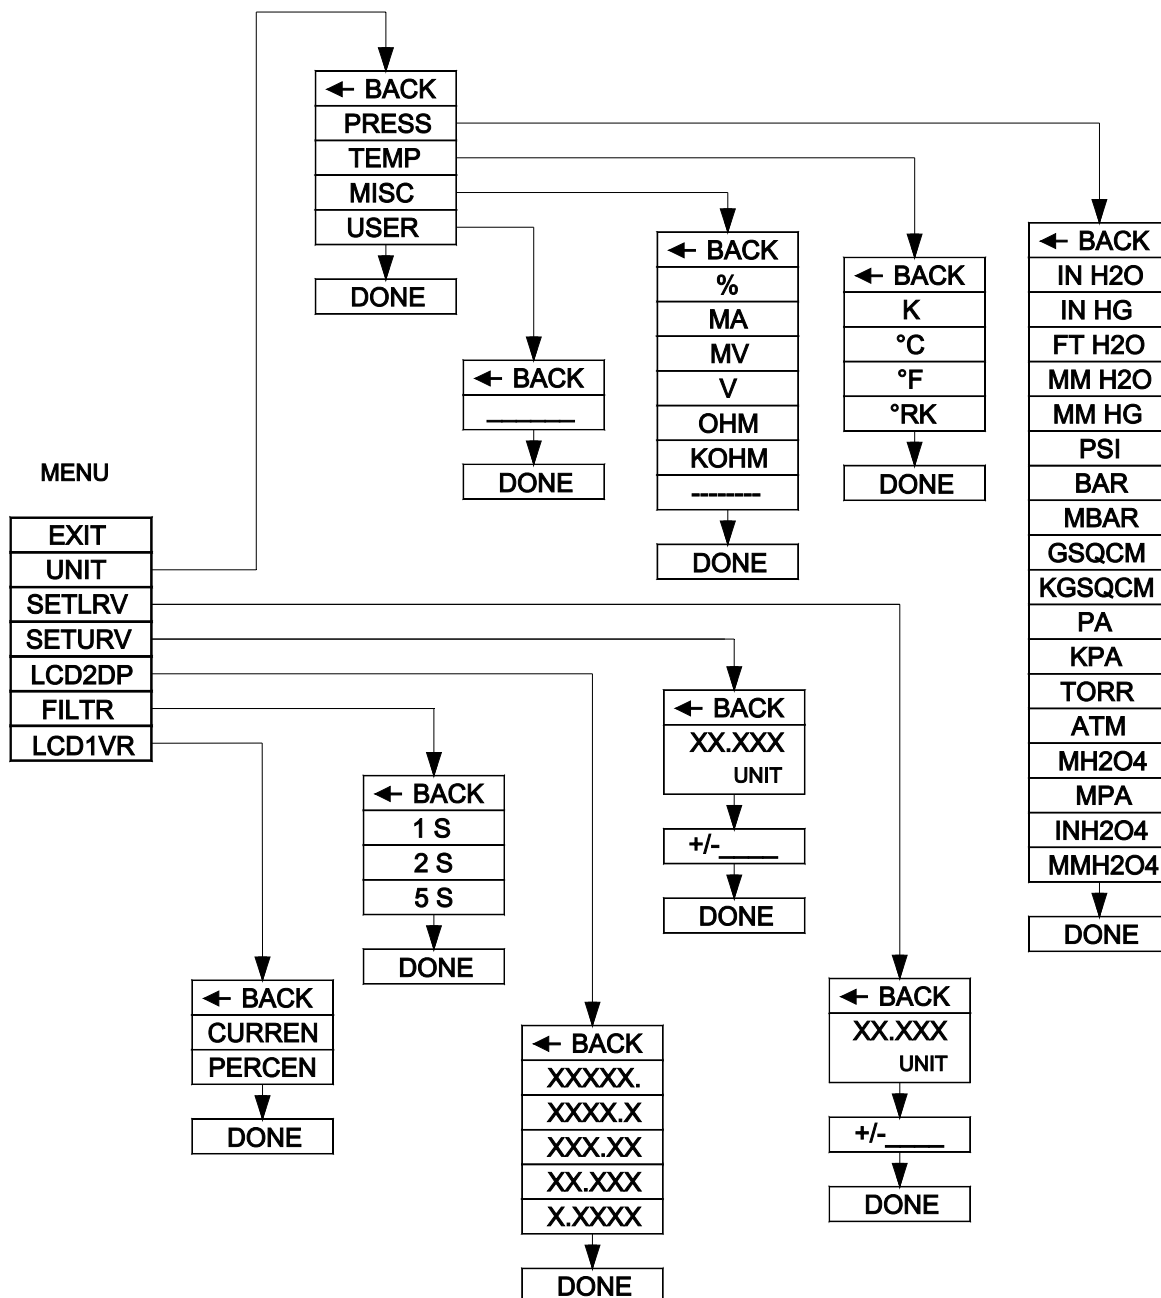 ← BACK
PRESS
TEMP
MISC
USER
DONE
← BACK
_______
DONE
← BACK
%
MA
MV
V
OHM
KOHM
--------
DONE
← BACK
K
°C
°F
°RK
DONE
← BACK
IN H2O
IN HG
FT H2O
MM H2O
MM HG
PSI
BAR
MBAR
GSQCM
KGSQCM
PA
KPA
TORR
ATM
MH2O4
MPA
INH2O4
MMH2O4
DONE
MENU
EXIT
UNIT
SETLRV
SETURV
LCD2DP
FILTR
LCD1VR
← BACK
XX.XXX
UNIT
+/-____
DONE
← BACK
1 S
2 S
5 S
DONE
← BACK
CURREN
PERCEN
DONE
← BACK
XXXXX.
XXXX.X
XXX.XX
XX.XXX
X.XXXX
DONE
← BACK
XX.XXX
UNIT
+/-____
DONE